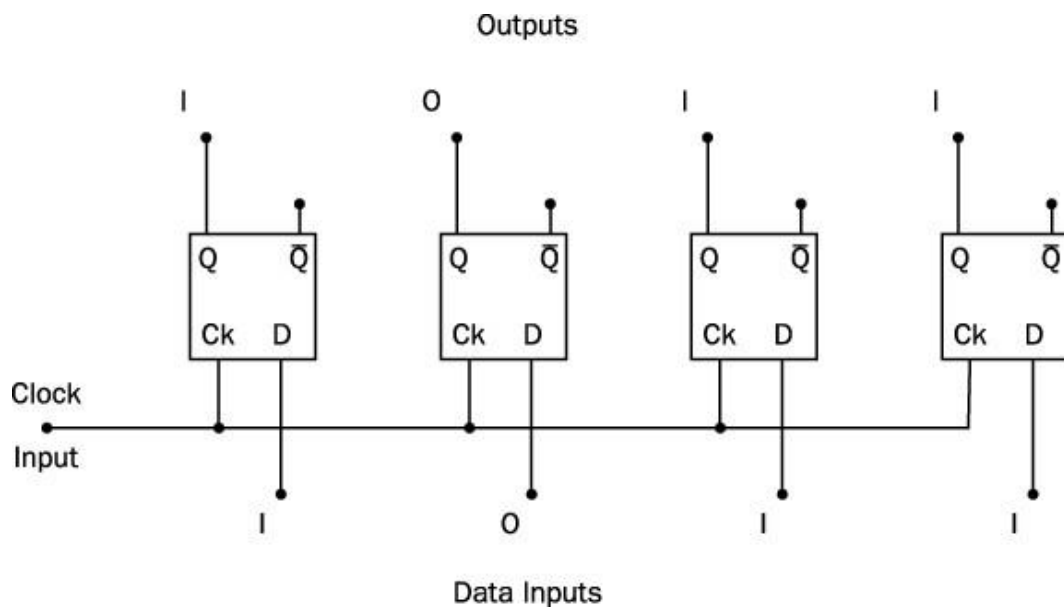 Outputs
I O I I
Q Q̅ Q Q̅ Q Q̅ Q Q̅
Ck D Ck D Ck D Ck D
Clock
Input
I O I I
Data Inputs